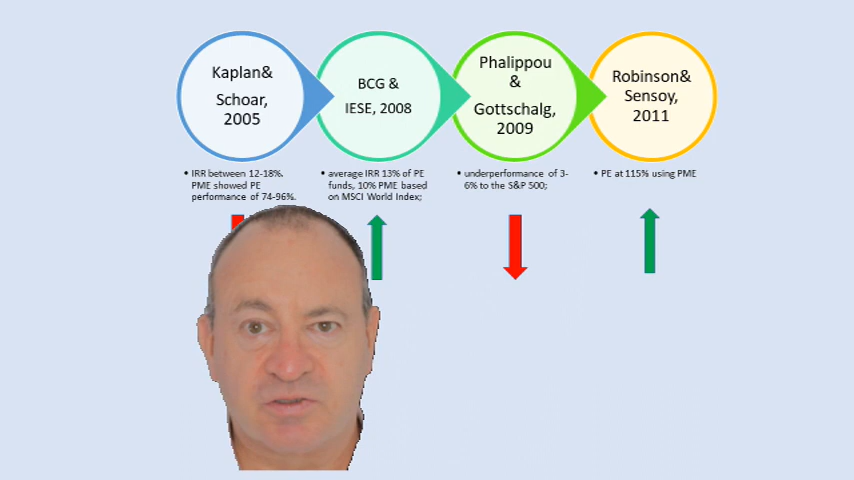 Kaplan&
Schoar,
2005
BCG &
IESE, 2008
Phalippou
&
Gottschalg,
2009
Robinson&
Sensoy,
2011
• IRR between 12-18%.
PME showed PE
performance of 74-96%.
• average IRR 13% of PE
funds, 10% PME based
on MSCI World Index;
• underperformance of 3-
6% to the S&P 500;
• PE at 115% using PME